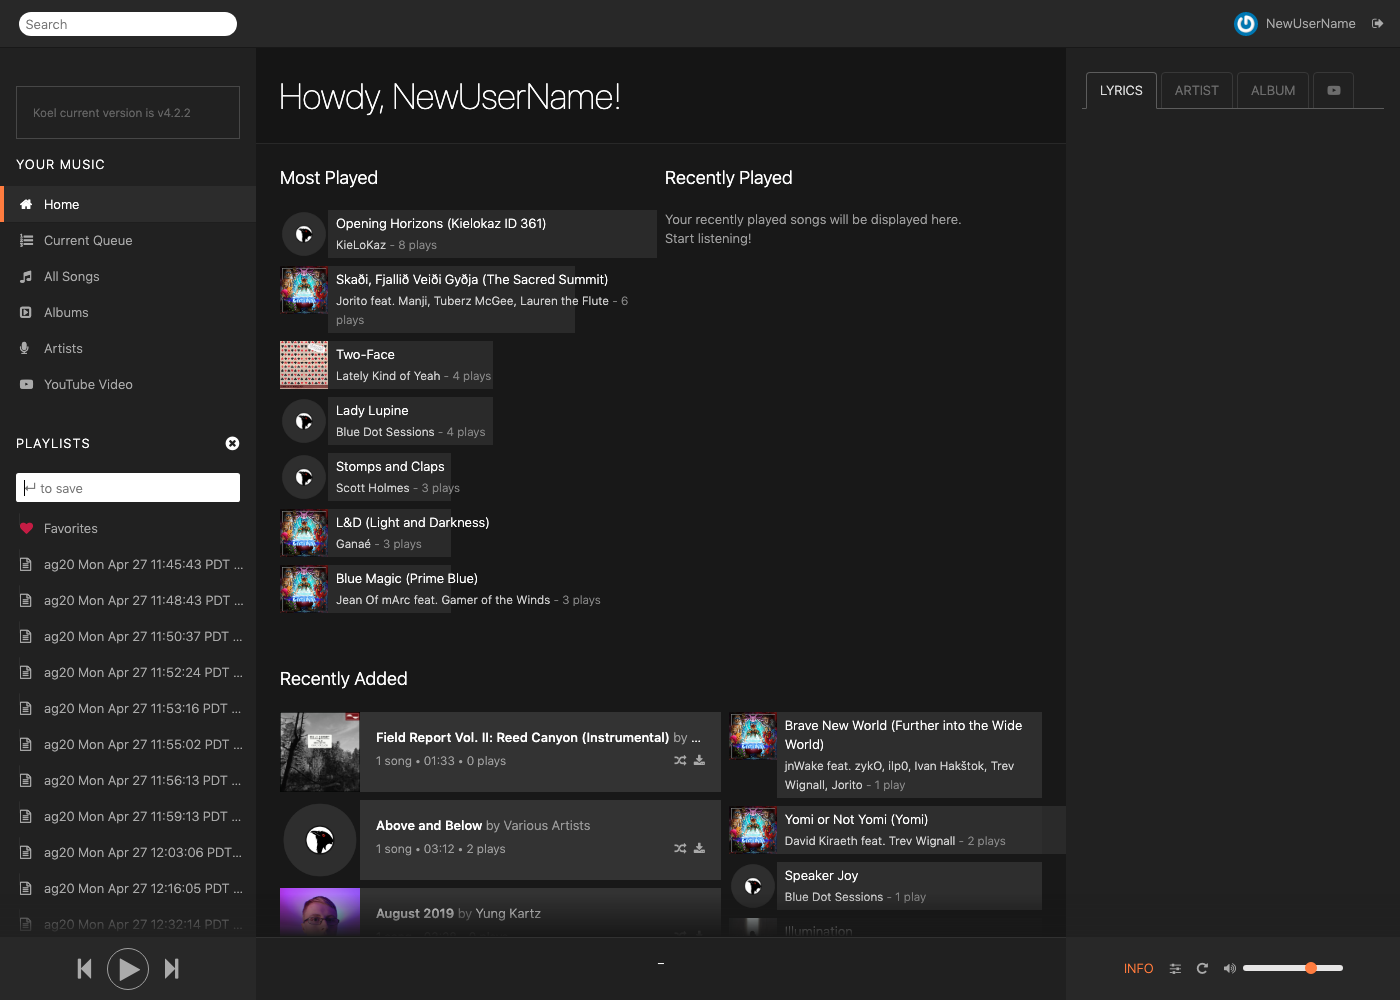 Search
NewUserName
Koel current version is v4.2.2
YOUR MUSIC
Home
Current Queue
All Songs
Albums
Artists
YouTube Video
PLAYLISTS
to save
Favorites
ag20 Mon Apr 27 11:45:43 PDT ...
ag20 Mon Apr 27 11:48:43 PDT ...
ag20 Mon Apr 27 11:50:37 PDT ...
ag20 Mon Apr 27 11:52:24 PDT ...
ag20 Mon Apr 27 11:53:16 PDT ...
ag20 Mon Apr 27 11:55:02 PDT ...
ag20 Mon Apr 27 11:56:13 PDT ...
ag20 Mon Apr 27 11:59:13 PDT ...
ag20 Mon Apr 27 12:03:06 PDT...
ag20 Mon Apr 27 12:16:05 PDT ...
ag20 Mon Apr 27 12:32:14 PDT ...
Howdy, NewUserName!
Most Played
Opening Horizons (Kielokaz ID 361)
KieLoKaz - 8 plays
Skaði, Fjallið Veiði Gyðja (The Sacred Summit)
Jorito feat. Manji, Tuberz McGee, Lauren the Flute - 6
plays
Two-Face
Lately Kind of Yeah - 4 plays
Lady Lupine
Blue Dot Sessions - 4 plays
Stomps and Claps
Scott Holmes - 3 plays
L&D (Light and Darkness)
Ganaé - 3 plays
Blue Magic (Prime Blue)
Jean Of mArc feat. Gamer of the Winds - 3 plays
Recently Played
Your recently played songs will be displayed here.
Start listening!
Recently Added
Field Report Vol. II: Reed Canyon (Instrumental) by ...
1 song • 01:33 • 0 plays
Above and Below by Various Artists
1 song • 03:12 • 2 plays
August 2019 by Yung Kartz
Brave New World (Further into the Wide
World)
jnWake feat. zykO, ilp0, Ivan Hakštok, Trev
Wignall, Jorito - 1 play
Yomi or Not Yomi (Yomi)
David Kiraeth feat. Trev Wignall - 2 plays
Speaker Joy
Blue Dot Sessions - 1 play
Illumination
LYRICS
ARTIST
ALBUM
–
INFO